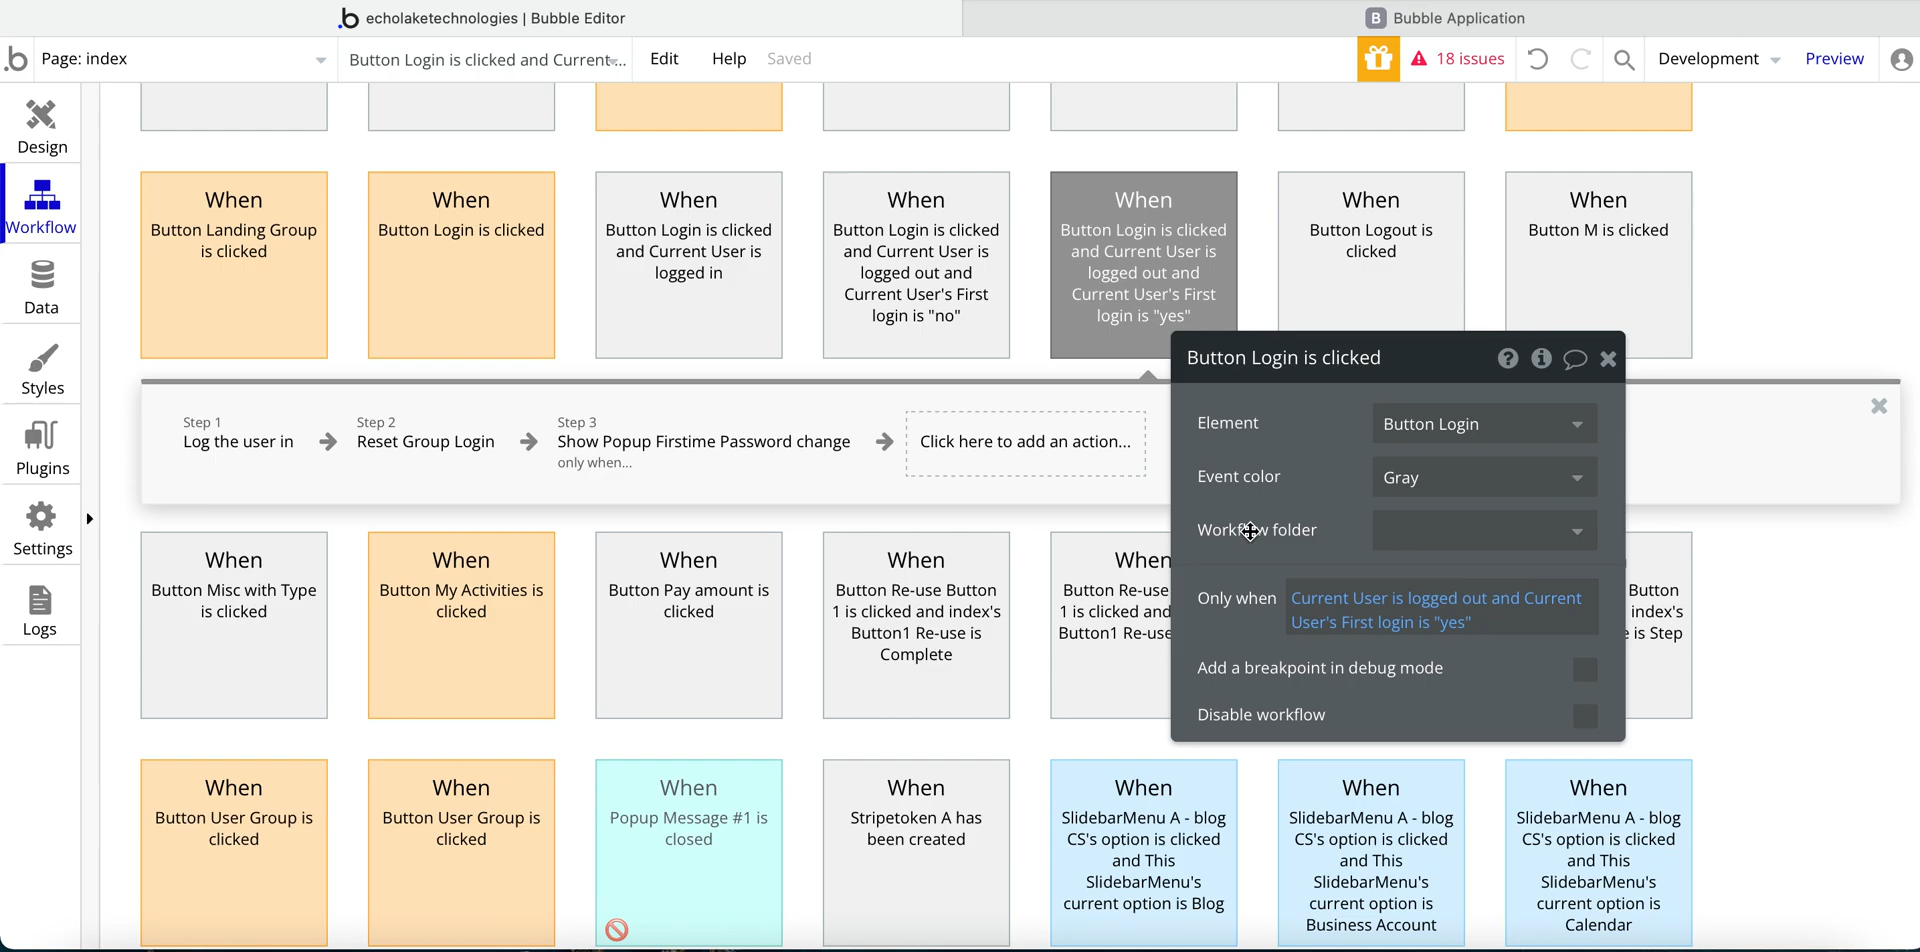 echolaketechnologies | Bubble Editor
B Bubble Application
b Page: index
Button Login is clicked and Current...
Edit
Help
Saved
18 issues
Development
Preview
Design
Workflow
Data
Styles
Plugins
Settings
Logs
When
Button Landing Group
is clicked
When
Button Login is clicked
When
Button Login is clicked
and Current User is
logged in
When
Button Login is clicked
and Current User is
logged out and
Current User's First
login is "no"
When
Button Login is clicked
and Current User is
logged out and
Current User's First
login is "yes"
When
Button Logout is
clicked
When
Button M is clicked
Step 1
Log the user in
Step 2
Reset Group Login
Step 3
Show Popup Firstime Password change
only when...
Click here to add an action...
Button Login is clicked
Element
Button Login
Event color
Gray
Workflow folder
Only when
Current User is logged out and Current
User's First login is "yes"
Add a breakpoint in debug mode
Disable workflow
When
Button Misc with Type
is clicked
When
Button My Activities is
clicked
When
Button Pay amount is
clicked
When
Button Re-use Button
1 is clicked and index's
Button1 Re-use is
Complete
When
Button Re-use
1 is clicked and
Button1 Re-use
Button
index's
is Step
When
Button User Group is
clicked
When
Button User Group is
clicked
When
Popup Message #1 is
closed
When
Stripetoken A has
been created
When
SlidebarMenu A - blog
CS's option is clicked
and This
SlidebarMenu's
current option is Blog
When
SlidebarMenu A - blog
CS's option is clicked
and This
SlidebarMenu's
current option is
Business Account
When
SlidebarMenu A - blog
CS's option is clicked
and This
SlidebarMenu's
current option is
Calendar